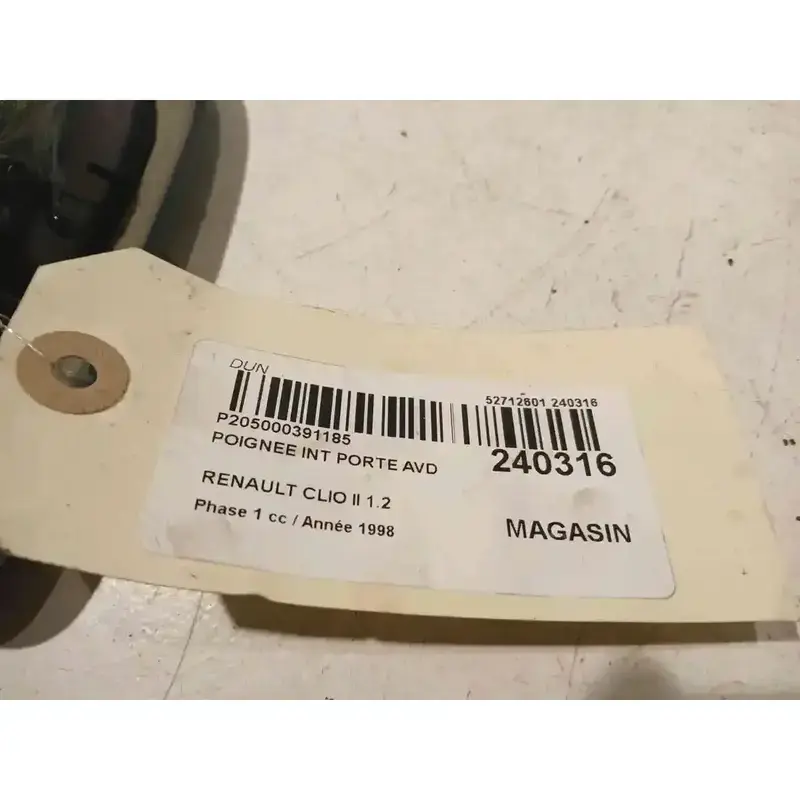 DUN
52712801 240316
P205000391185
POIGNEE INT PORTE AVD
240316
RENAULT CLIO II 1.2
Phase 1 cc / Année 1998
MAGASIN